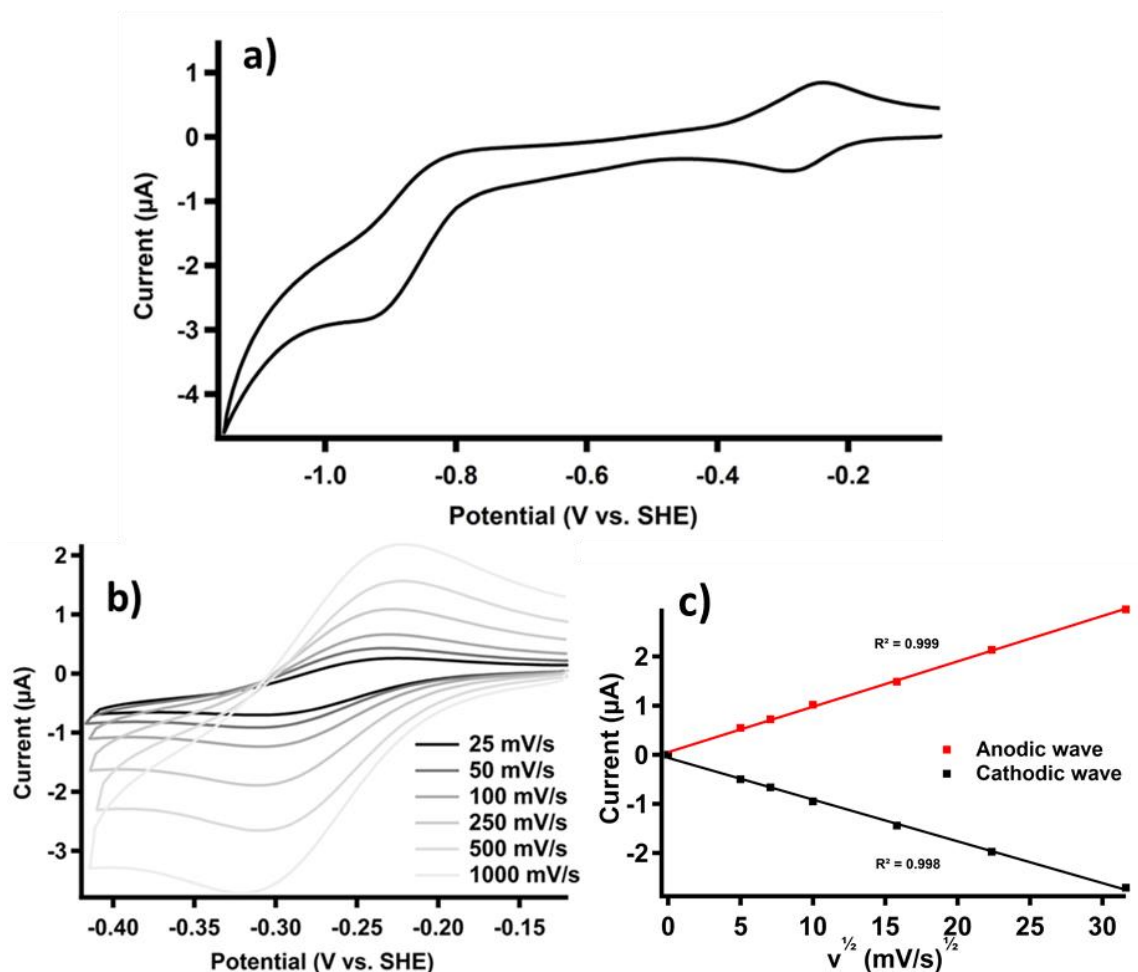 a)
Current (µA)
1
0
-1
-2
-3
-4
-1.0
-0.8
-0.6
-0.4
-0.2
Potential (V vs. SHE)
b)
Current (µA)
2
1
0
-1
-2
-3
25 mV/s
50 mV/s
100 mV/s
250 mV/s
500 mV/s
1000 mV/s
-0.40
-0.35
-0.30
-0.25
-0.20
-0.15
Potential (V vs. SHE)
c)
Current (µA)
2
1
0
-1
-2
R² = 0.999
Anodic wave
Cathodic wave
R² = 0.998
0
5
10
15
20
25
30
v½ (mV/s)½